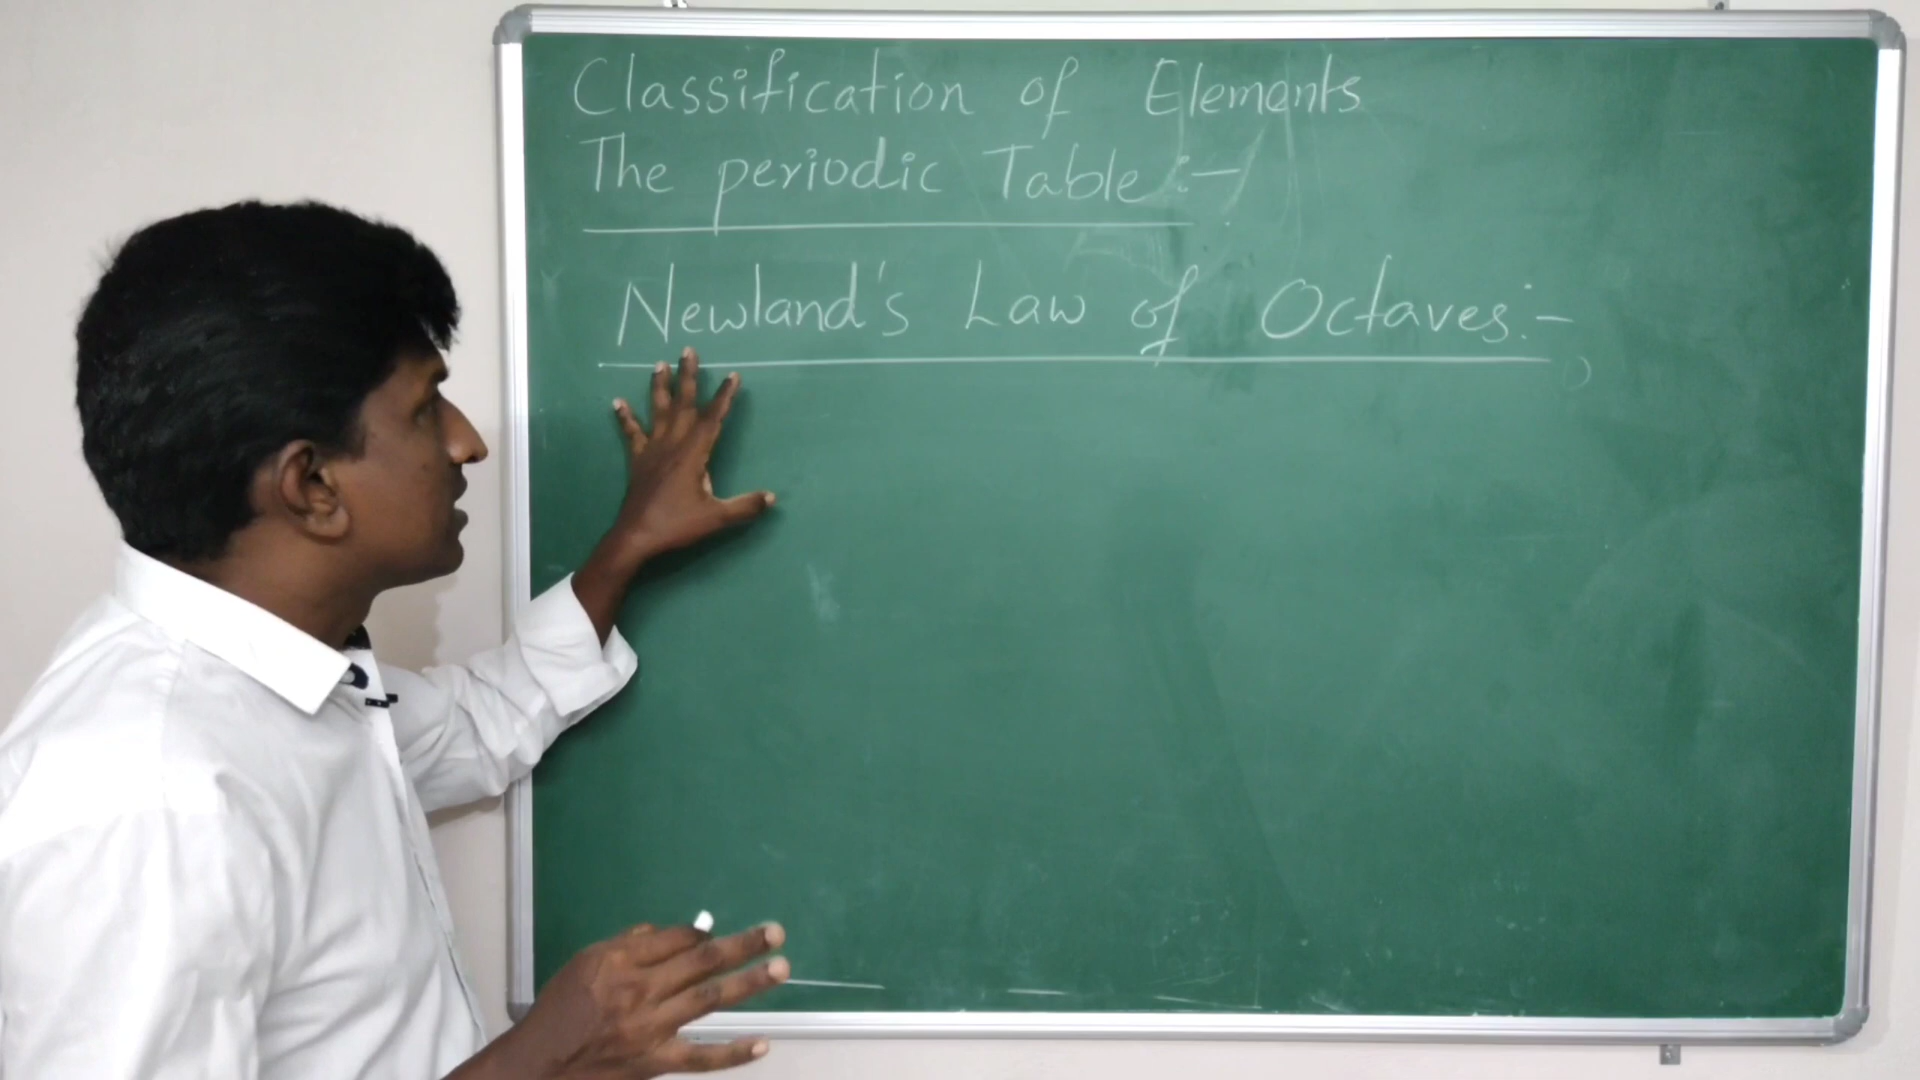 Classification of Elements
The periodic Table :-
Newland's Law of Octaves:-